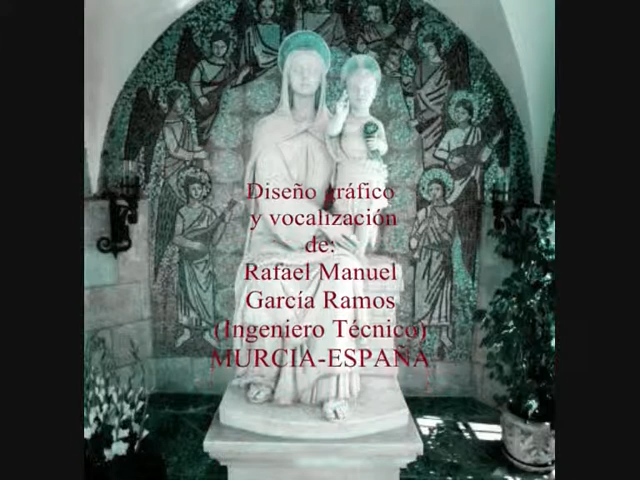 Diseño gráfico
y vocalización
de:
Rafael Manuel
García Ramos
(Ingeniero Técnico)
MURCIA-ESPAÑA